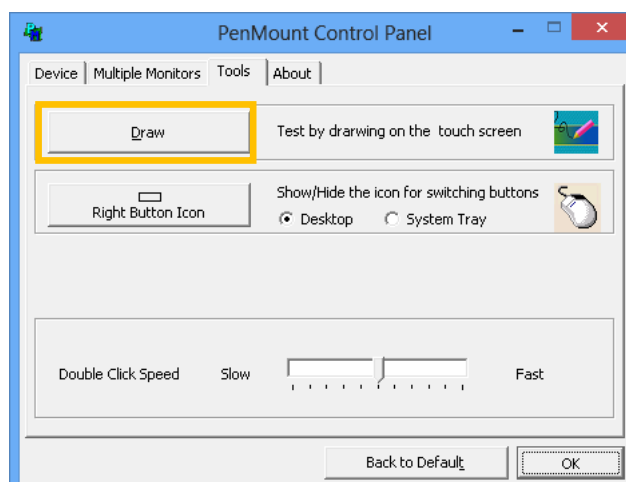 PenMount Control Panel
Device Multiple Monitors Tools About
Draw Test by drarwing on the touch screen
Right Button Icon Show/Hide the icon for switching buttons
Desktop System Tray
Double Click Speed Slow Fast
Back to Default OK